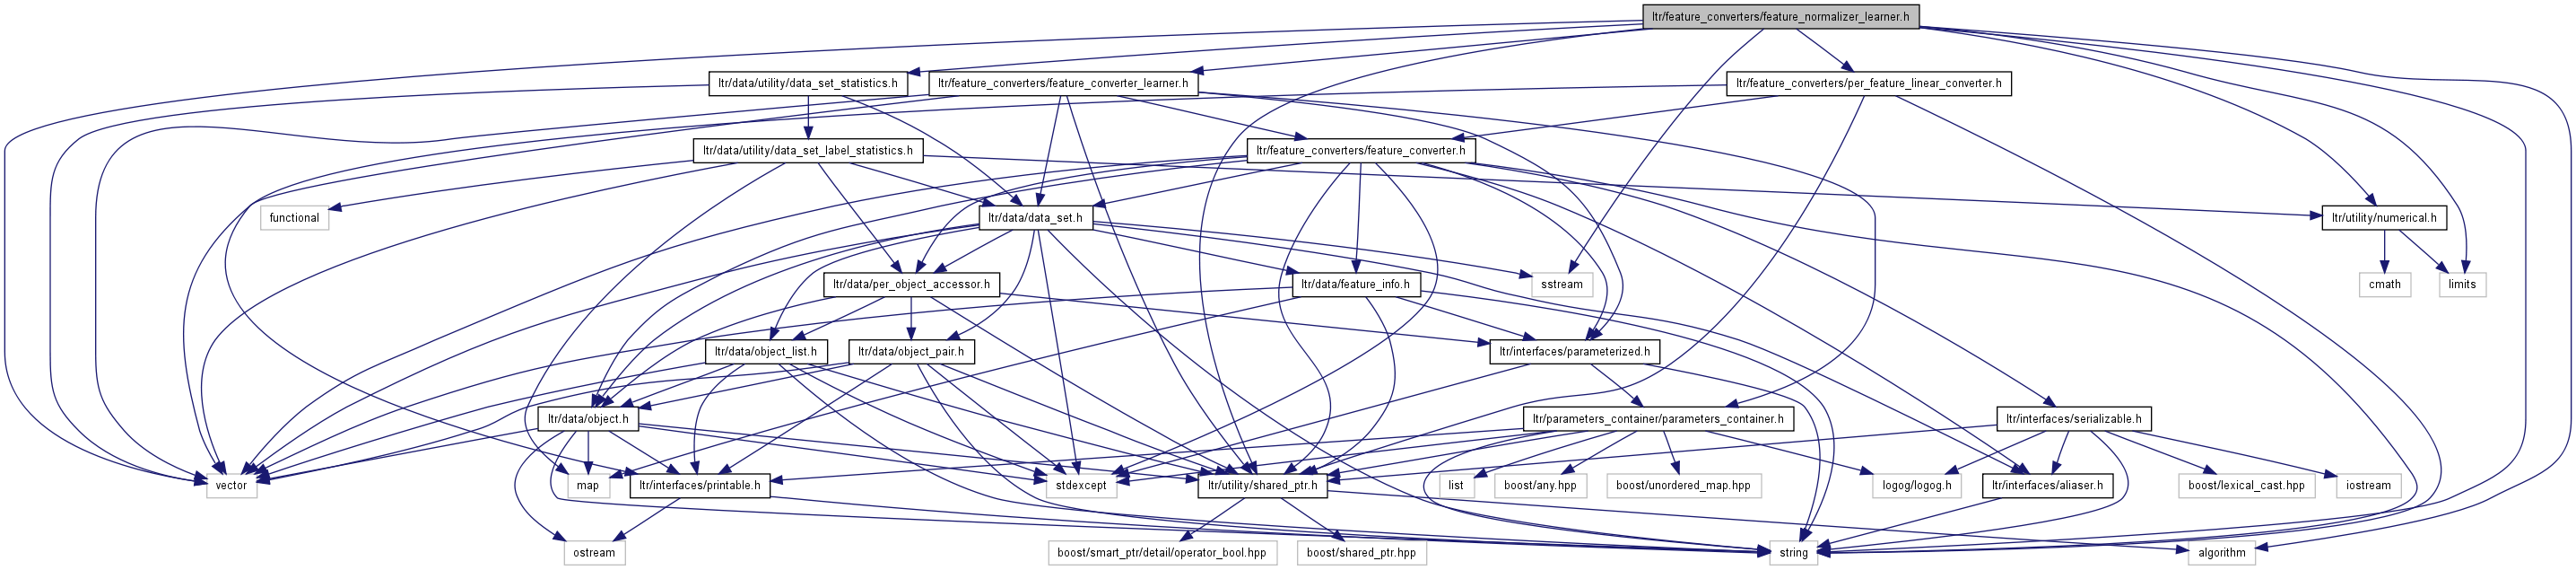 ltr/feature_converters/feature_normalizer_learner.h
ltr/data/utility/data_set_statistics.h
ltr/feature_converters/feature_converter_learner.h
ltr/feature_converters/per_feature_linear_converter.h
ltr/data/utility/data_set_label_statistics.h
ltr/feature_converters/feature_converter.h
functional
ltr/data/data_set.h
ltr/utility/numerical.h
ltr/data/per_object_accessor.h
sstream
ltr/data/feature_info.h
cmath
limits
ltr/data/object_list.h
ltr/data/object_pair.h
ltr/interfaces/parameterized.h
ltr/data/object.h
ltr/parameters_container/parameters_container.h
ltr/interfaces/serializable.h
vector
map
ltr/interfaces/printable.h
stdexcept
ltr/utility/shared_ptr.h
list
boost/any.hpp
boost/unordered_map.hpp
logog/logog.h
ltr/interfaces/aliaser.h
boost/lexical_cast.hpp
iostream
ostream
boost/smart_ptr/detail/operator_bool.hpp
boost/shared_ptr.hpp
string
algorithm